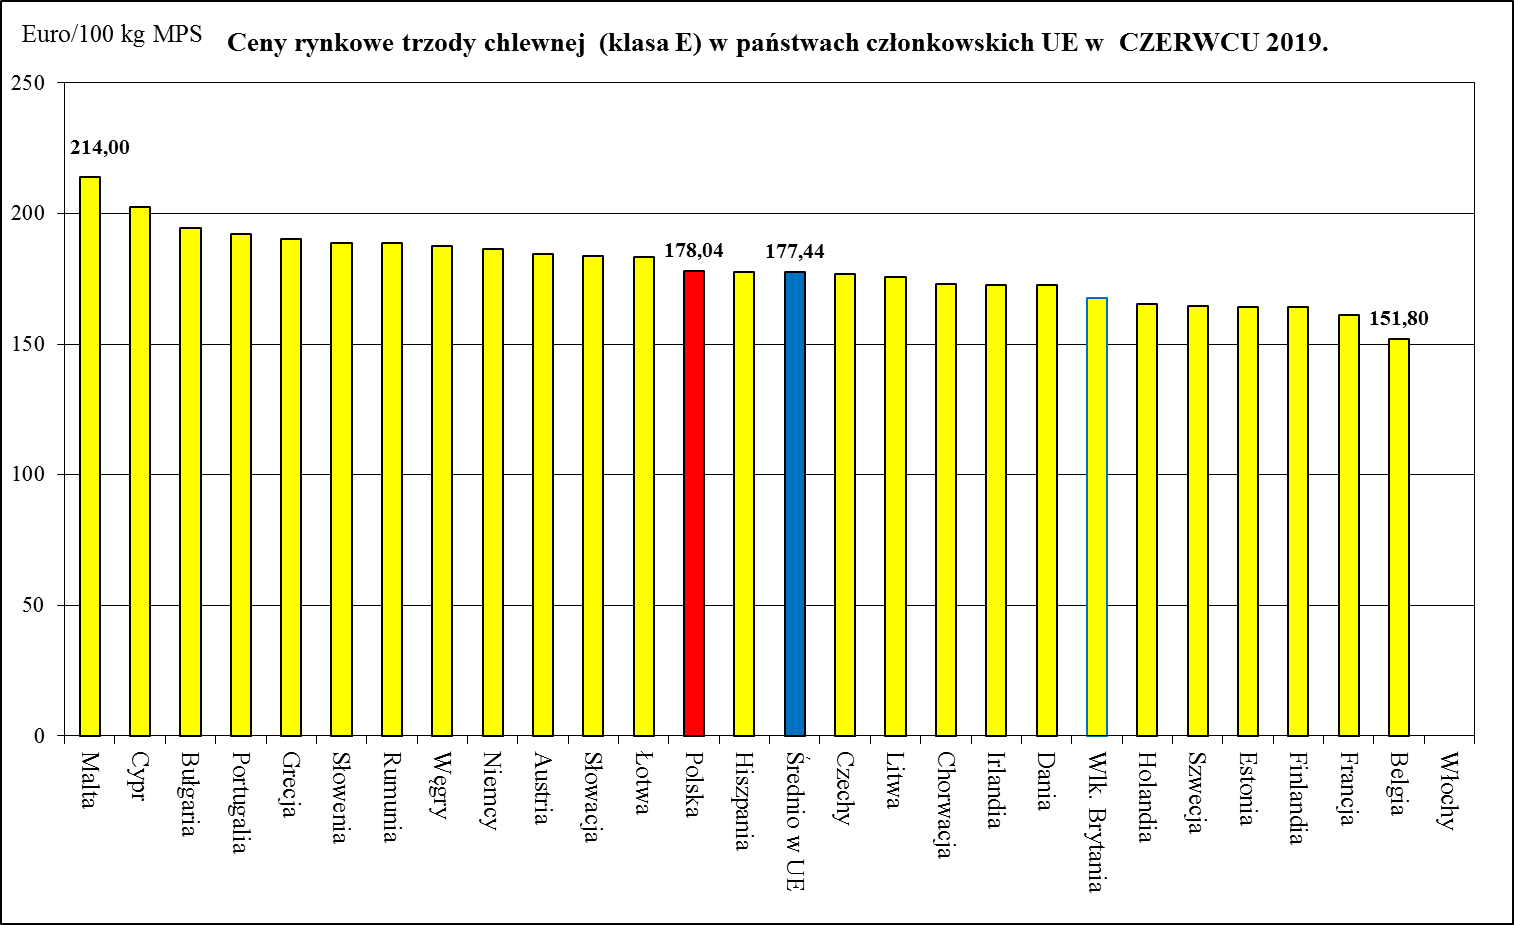 Euro/100 kg MPS
Ceny rynkowe trzody chlewnej  (klasa E) w państwach członkowskich UE w  CZERWCU 2019.
250
200
150
100
50
0
214,00
178,04
177,44
151,80
Malta
Cypr
Bułgaria
Portugalia
Grecja
Słowenia
Rumunia
Węgry
Niemcy
Austria
Słowacja
Łotwa
Polska
Hiszpania
Średnio w UE
Czechy
Litwa
Chorwacja
Irlandia
Dania
Wlk. Brytania
Holandia
Szwecja
Estonia
Finlandia
Francja
Belgia
Włochy